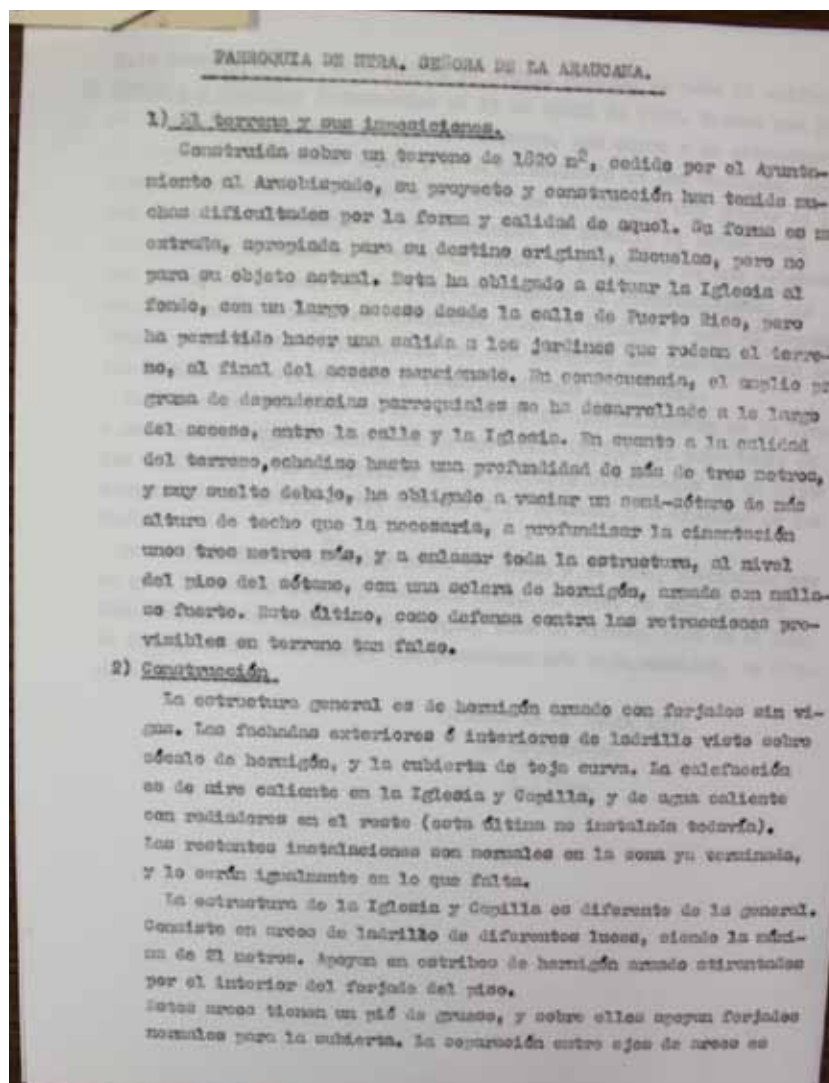 PARROQUIA DE NTRA. SEÑORA DE LA ARAUCANA.
1) El terreno y sus imposiciones.
Construida sobre un terreno de 1820 m², cedido por el Ayunta-
miento al Arzobispado, su proyecto y construcción han tenido mu-
chas dificultades por la forma y calidad de aquel. Su forma es m
extraña, apropiada para su destino original, Escuelas, pero no
para su objeto actual. Esta ha obligado a situar la Iglesia al
fondo, con un largo acceso desde la calle de Puerto Rico, pero
ha permitido hacer una salida a los jardines que rodean el terre-
no, al final del acceso mencionado. En consecuencia, el amplio pr
grama de dependencias parroquiales se ha desarrollado a lo largo
del acceso, entre la calle y la Iglesia. En cuanto a la calidad
del terreno,echadizo hasta una profundidad de más de tres metros,
y muy suelto debajo, ha obligado a vaciar un semi-sótano de más
altura de techo que la necesaria, a profundizar la cimentación
unos tres metros más, y a enlazar toda la estructura, al nivel
del piso del sótano, con una solera de hormigón, armada con malla-
zo fuerte. Esto último, como defensa contra las retracciones pre-
visibles en terreno tan falso.
2) Construcción.
La estructura general es de hormigón armado con forjados sin vi-
gas. Las fachadas exteriores é interiores de ladrillo visto sobre
zócalo de hormigón, y la cubierta de teja curva. La calefacción
es de aire caliente en la Iglesia y Capilla, y de agua caliente
con radiadores en el resto (esta última no instalada todavía).
Las restantes instalaciones son normales en la zona ya terminada,
y lo serán igualmente en lo que falta.
La estructura de la Iglesia y Capilla es diferente de la general.
Consiste en arcos de ladrillo de diferentes luces, siendo la máxi-
ma de 21 metros. Apoyan en estribos de hormigón armado atirantados
por el interior del forjado del piso.
Estos arcos tienen un pié de grueso, y sobre ellos apoyan forjados
normales para la cubierta. La separación entre ejes de arcos es